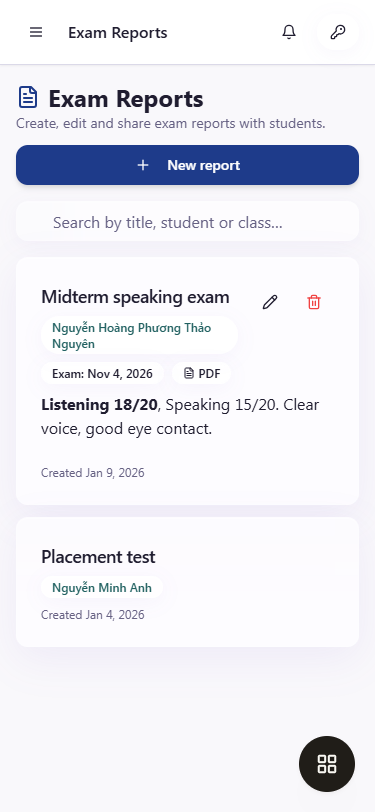 Exam Reports
Exam Reports
Create, edit and share exam reports with students.
New report
Search by title, student or class...
Midterm speaking exam
Nguyễn Hoàng Phương Thảo
Nguyên
Exam: Nov 4, 2026
PDF
Listening 18/20, Speaking 15/20. Clear
voice, good eye contact.
Created Jan 9, 2026
Placement test
Nguyễn Minh Anh
Created Jan 4, 2026